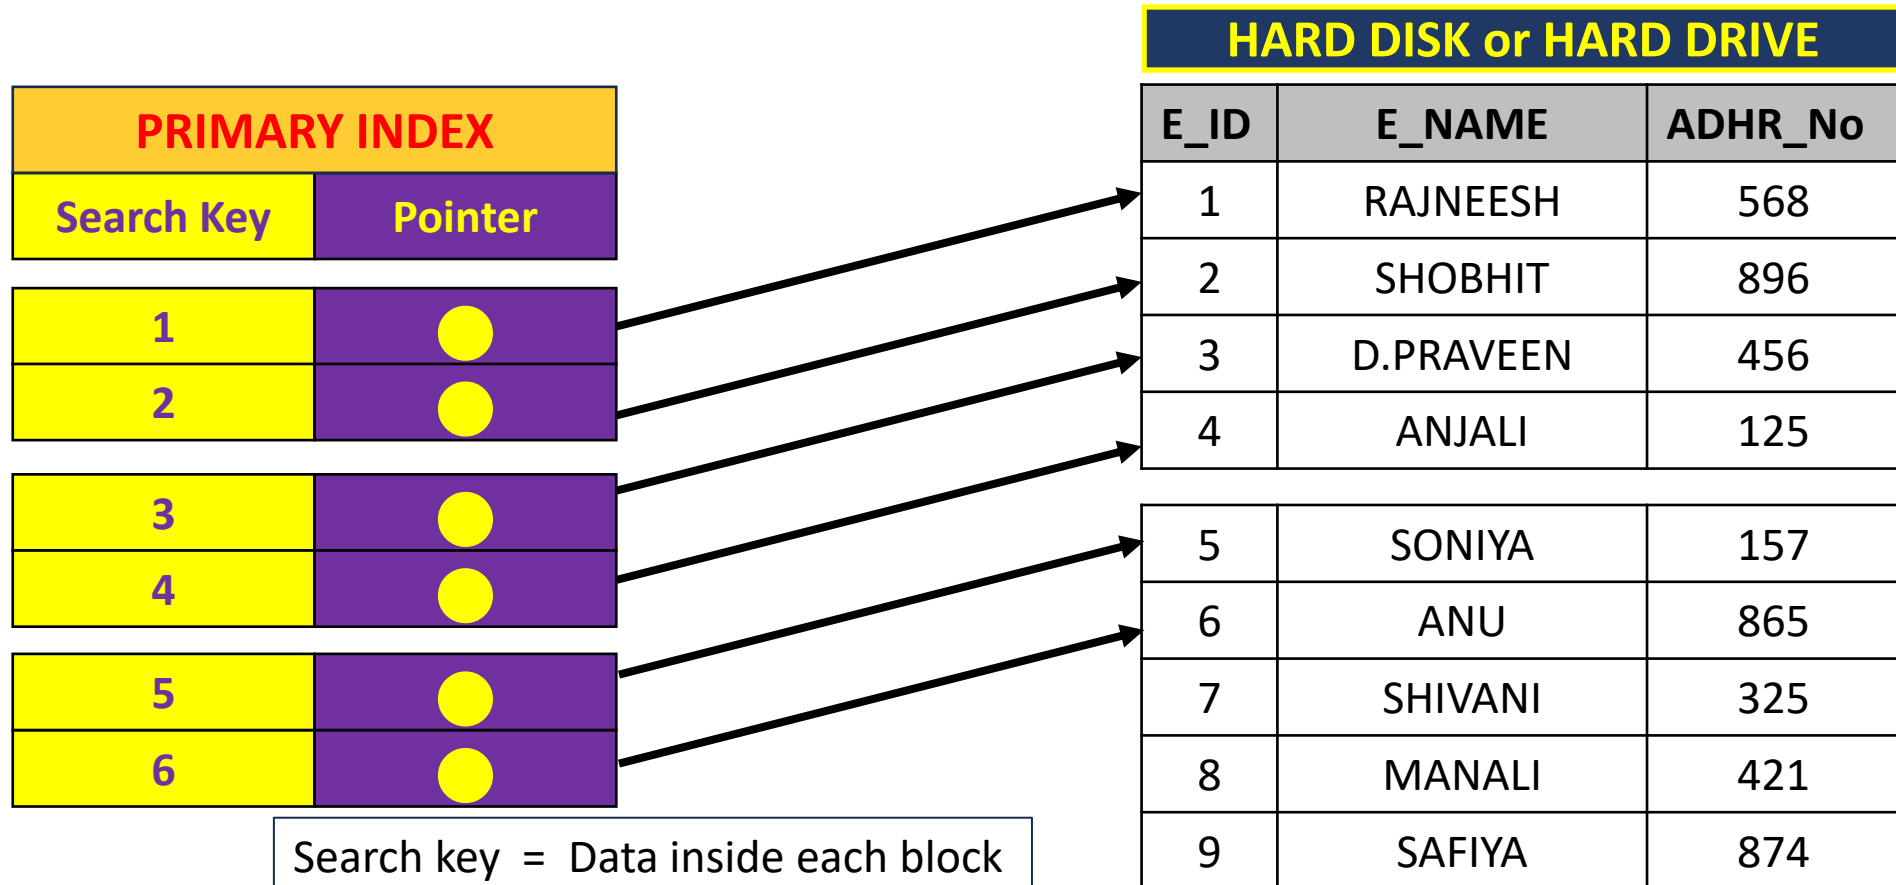 HARD DISK or HARD DRIVE
PRIMARY INDEX
Search Key Pointer
1
2
3
4
5
6
Search key = Data inside each block
E_ID E_NAME ADHR_No
1 RAJNEESH 568
2 SHOBHIT 896
3 D.PRAVEEN 456
4 ANJALI 125
5 SONIYA 157
6 ANU 865
7 SHIVANI 325
8 MANALI 421
9 SAFIYA 874